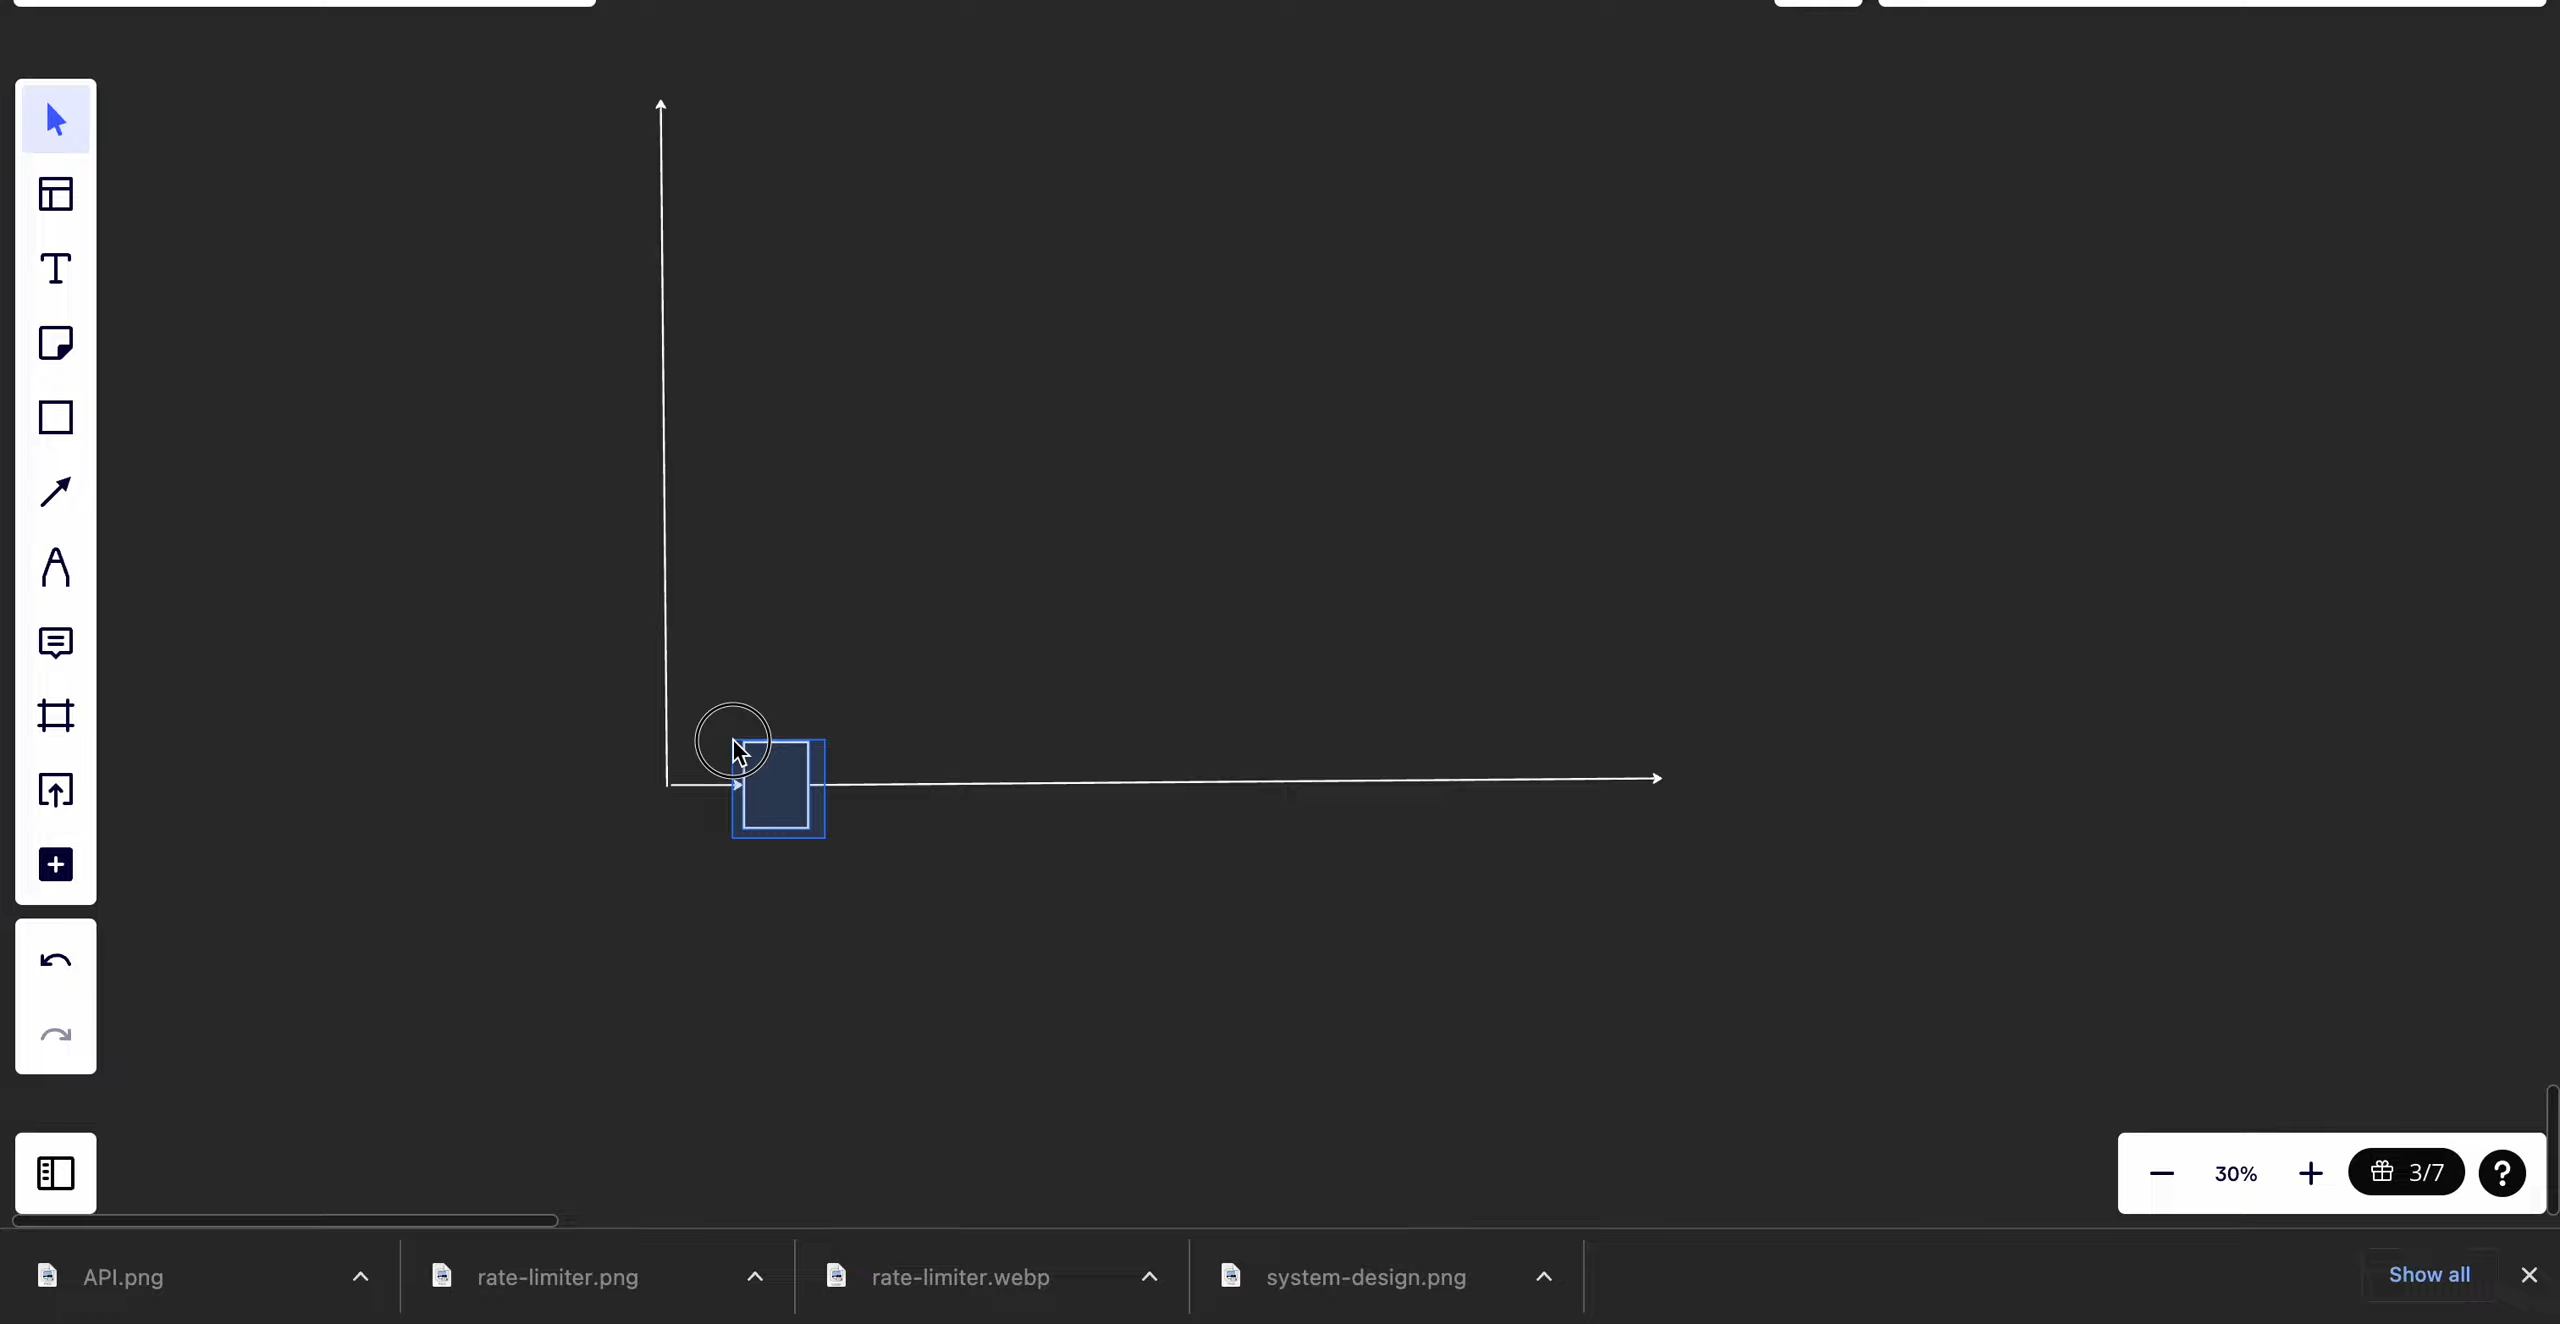 30%
3/7
?
API.png
rate-limiter.png
rate-limiter.webp
system-design.png
Show all